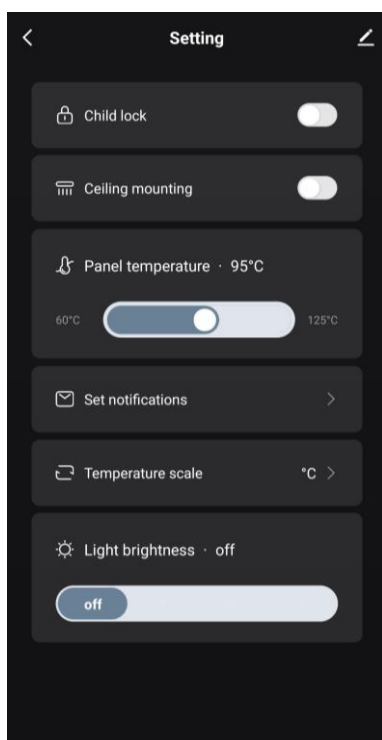 Setting
Child lock
Ceiling mounting
Panel temperature · 95°C
60°C 125°C
Set notifications
Temperature scale °C
Light brightness · off
off